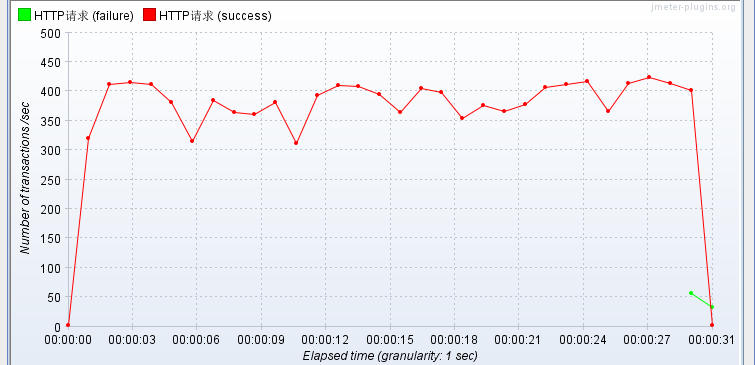 jmeter-plugins.org
HTTP请求 (failure) HTTP请求 (success)
500
450
400
350
300
250
200
150
100
50
0
Number of transactions /sec
00:00:00 00:00:03 00:00:06 00:00:09 00:00:12 00:00:15 00:00:18 00:00:21 00:00:24 00:00:27 00:00:31
Elapsed time (granularity: 1 sec)